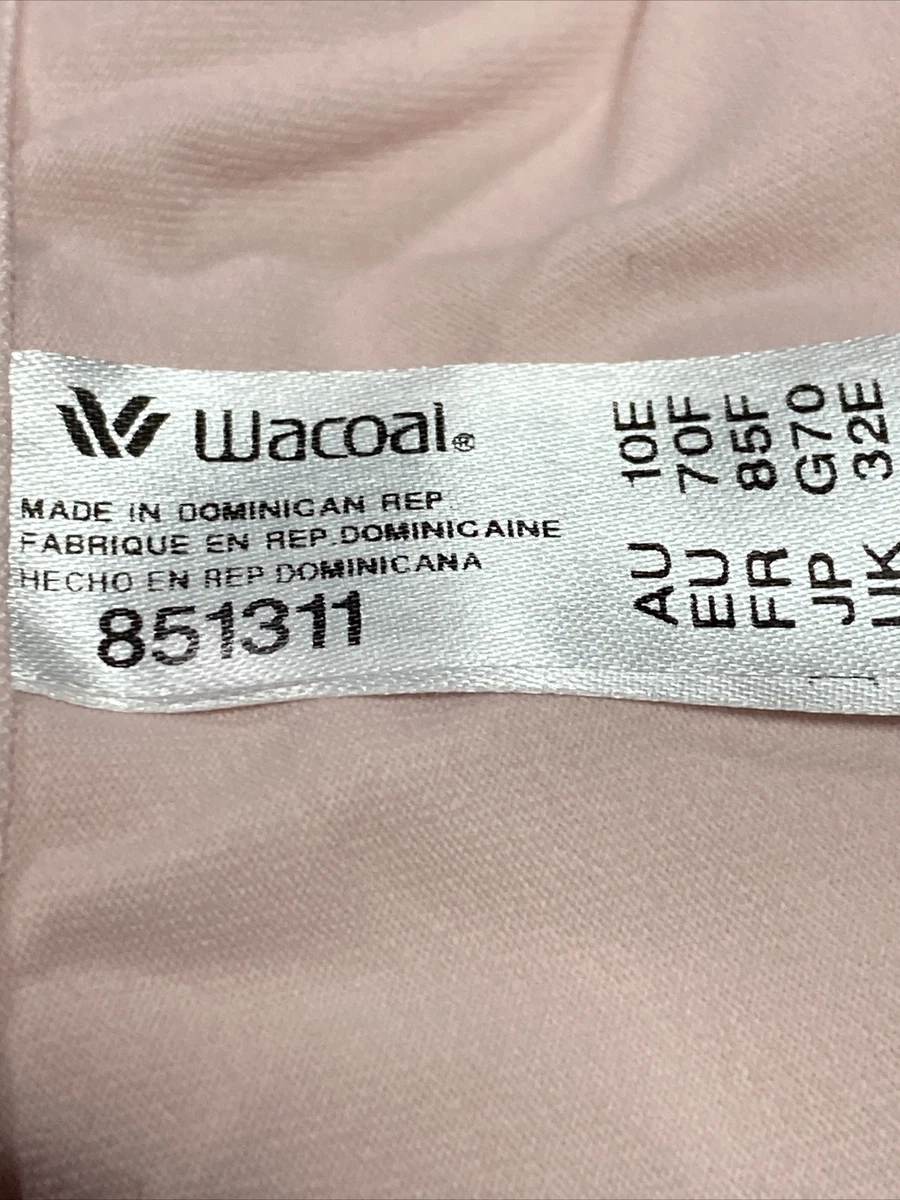 Wacoal®
MADE IN DOMINICAN REP.
FABRIQUE EN REP.DOMINICAINE
HECHO EN REP DOMINICANA
851311
AU 10E
EU 70F
FR 85F
JP G70
UK 32E